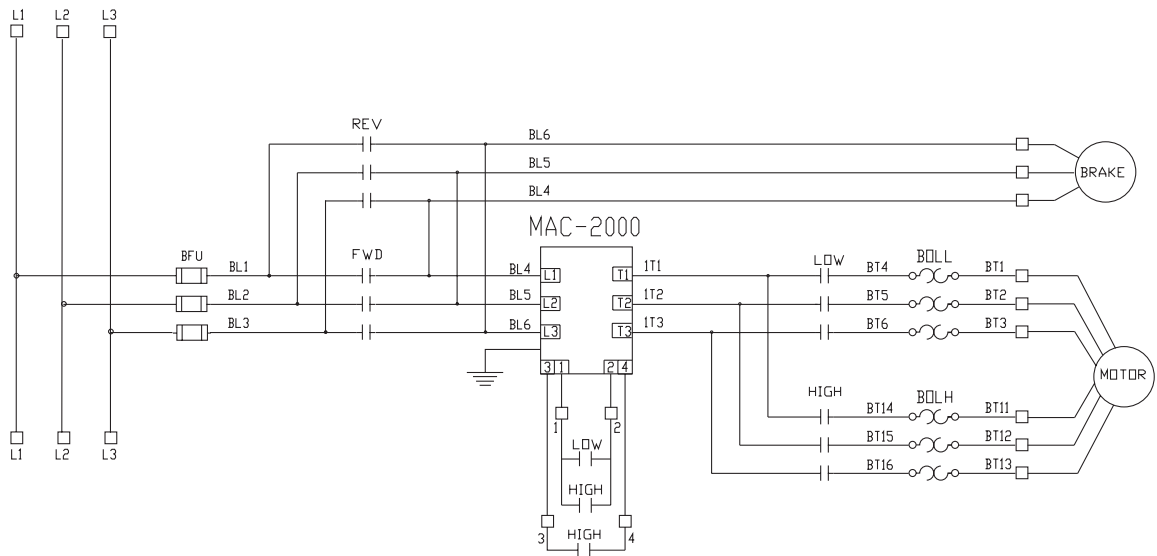 L1 L2 L3
REV
BL6
BL5
BL4
BRAKE
MAC-2000
BFU
BL1
BL2
BL3
FWD
BL4
BL5
BL6
L1
L2
L3
T1
T2
T3
1T1
1T2
1T3
LOW
BT4
BT5
BT6
BOLL
BT1
BT2
BT3
MOTOR
3 1 2 4
HIGH
BT14
BT15
BT16
BOLH
BT11
BT12
BT13
1 2
LOW
HIGH
3 HIGH 4
L1 L2 L3